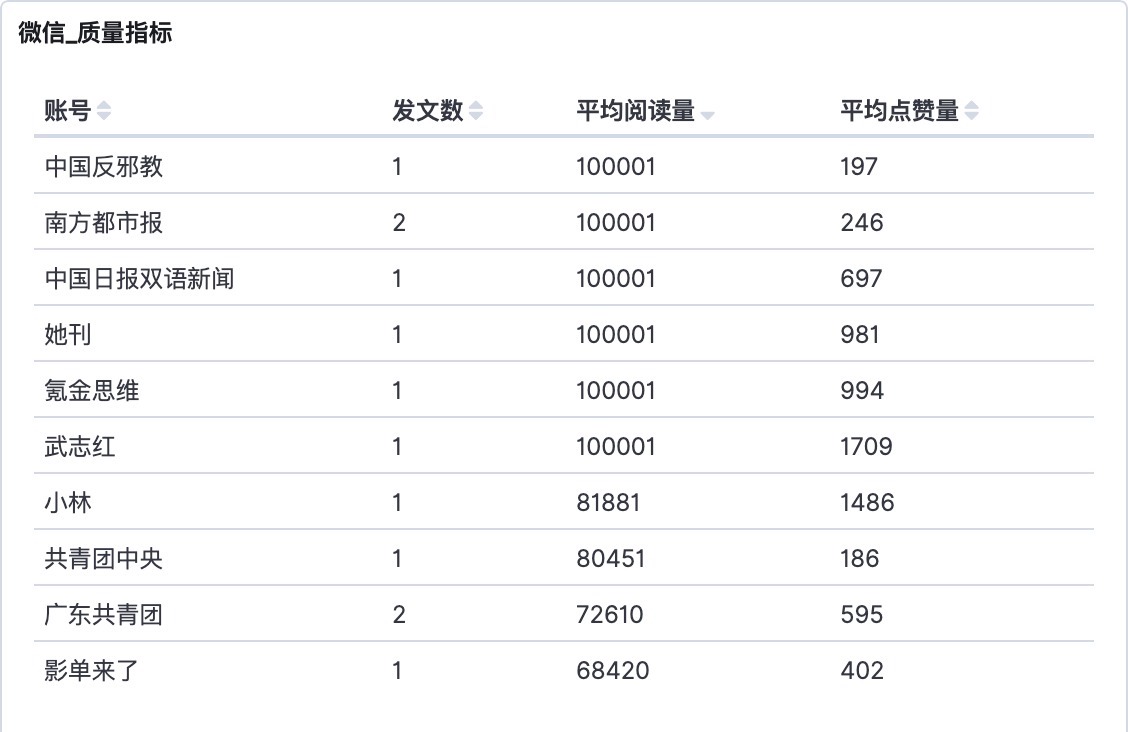 微信_质量指标
账号 发文数 平均阅读量 平均点赞量
中国反邪教 1 100001 197
南方都市报 2 100001 246
中国日报双语新闻 1 100001 697
她刊 1 100001 981
氪金思维 1 100001 994
武志红 1 100001 1709
小林 1 81881 1486
共青团中央 1 80451 186
广东共青团 2 72610 595
影单来了 1 68420 402